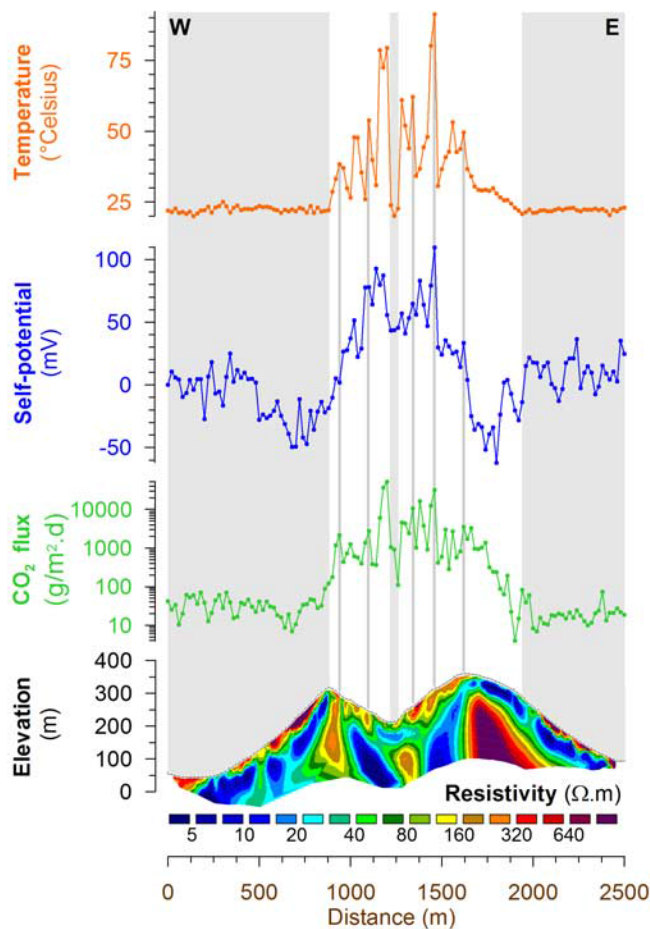 W E
Temperature
(°Celsius)
75
50
25
Self-potential
(mV)
100
50
0
-50
CO₂ flux
(g/m².d)
10000
1000
100
10
Elevation
(m)
400
300
200
100
0
Resistivity (Ω.m)
5 10 20 40 80 160 320 640
0 500 1000 1500 2000 2500
Distance (m)